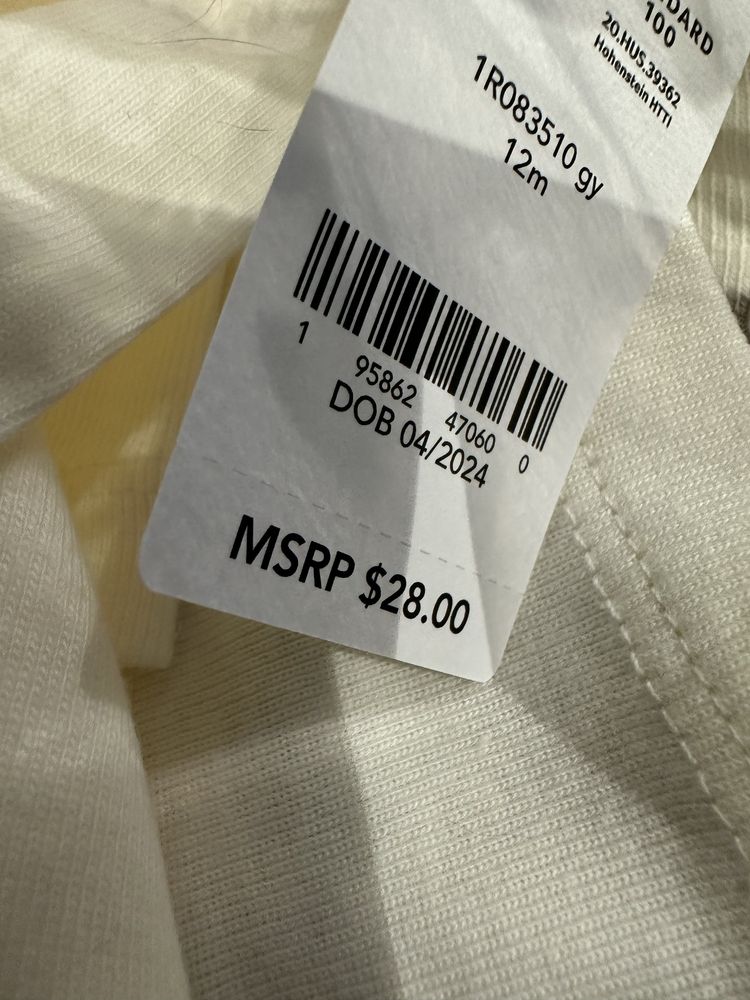 100
20.HUS.39362
Hohenstein HTTI
1R083510 gy
12m
1 95862 47060 0
DOB 04/2024
MSRP $28.00